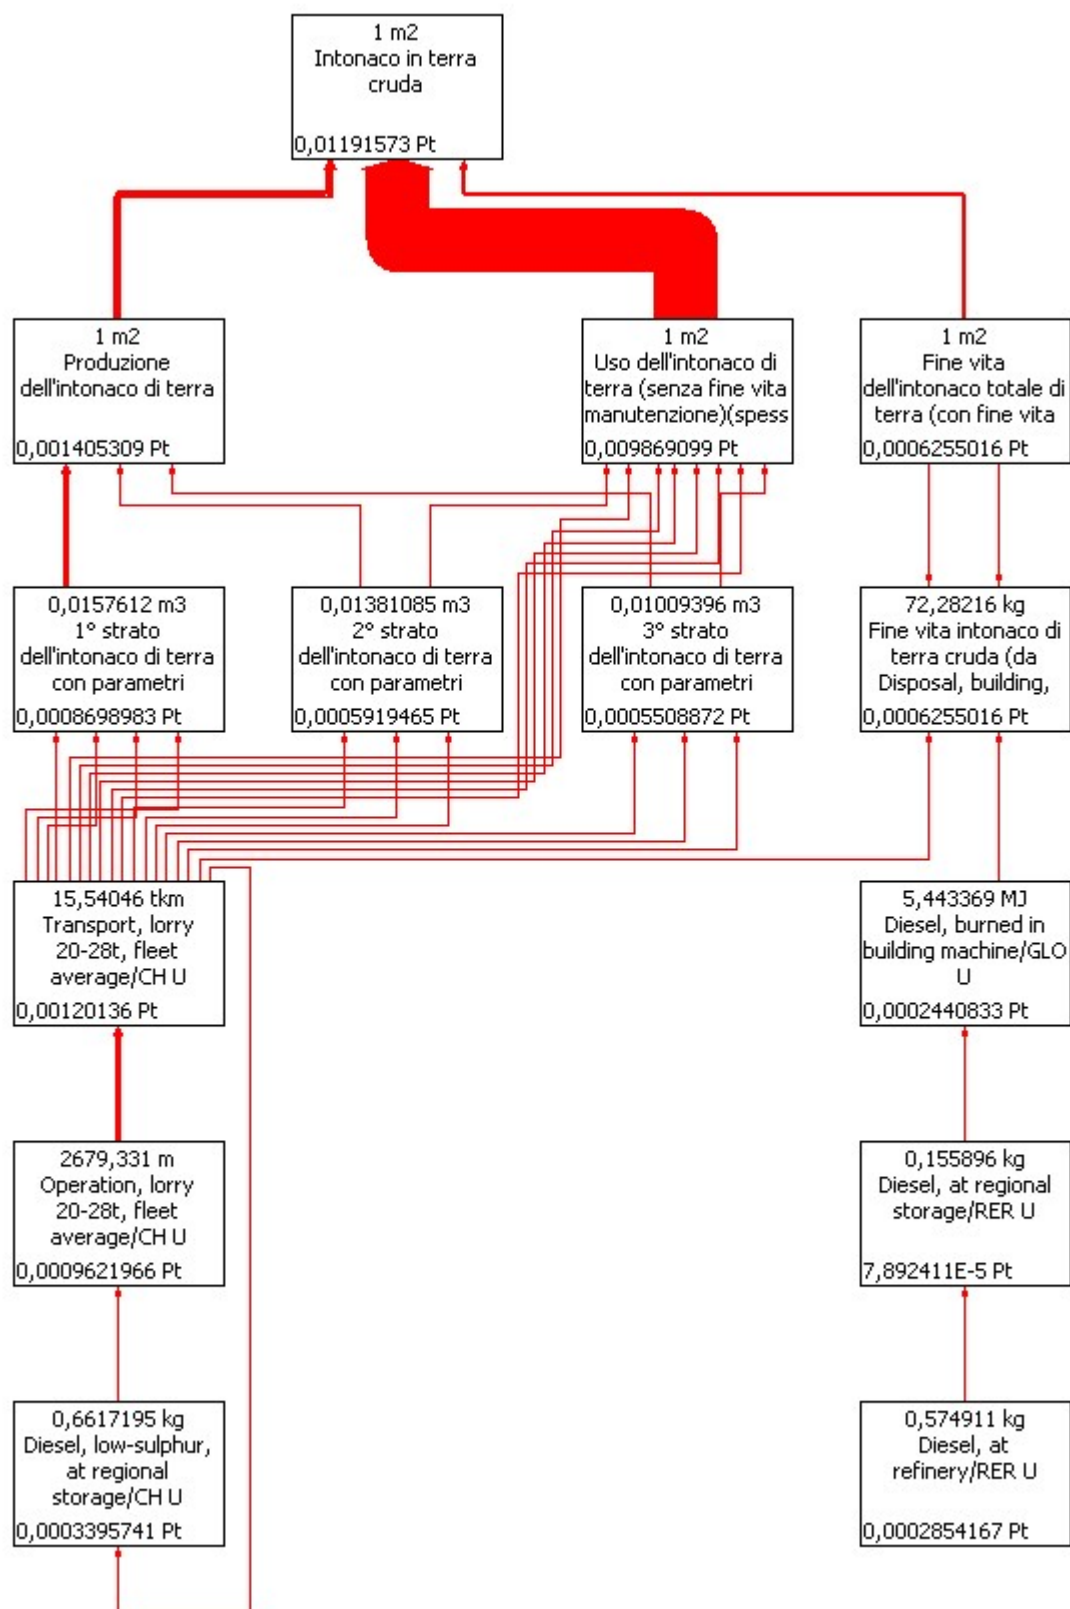 1 m2
Intonaco in terra
cruda
0,01191573 Pt
1 m2
Produzione
dell'intonaco di terra
0,001405309 Pt
1 m2
Uso dell'intonaco di
terra (senza fine vita
manutenzione)(spess
0,009869099 Pt
1 m2
Fine vita
dell'intonaco totale di
terra (con fine vita
0,0006255016 Pt
0,0157612 m3
1° strato
dell'intonaco di terra
con parametri
0,0008698983 Pt
0,01381085 m3
2° strato
dell'intonaco di terra
con parametri
0,0005919465 Pt
0,01009396 m3
3° strato
dell'intonaco di terra
con parametri
0,0005508872 Pt
72,28216 kg
Fine vita intonaco di
terra cruda (da
Disposal, building,
0,0006255016 Pt
15,54046 tkm
Transport, lorry
20-28t, fleet
average/CH U
0,00120136 Pt
5,443369 MJ
Diesel, burned in
building machine/GLO
U
0,0002440833 Pt
2679,331 m
Operation, lorry
20-28t, fleet
average/CH U
0,0009621966 Pt
0,155896 kg
Diesel, at regional
storage/RER U
7,892411E-5 Pt
0,6617195 kg
Diesel, low-sulphur,
at regional
storage/CH U
0,0003395741 Pt
0,574911 kg
Diesel, at
refinery/RER U
0,0002854167 Pt